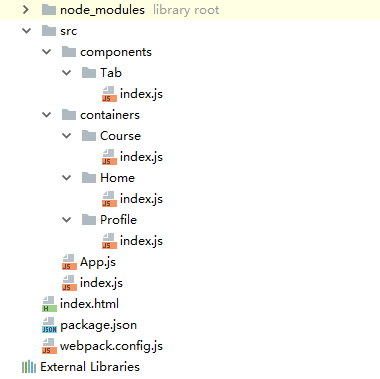 node_modules library root
src
components
Tab
index.js
containers
Course
index.js
Home
index.js
Profile
index.js
App.js
index.js
index.html
package.json
webpack.config.js
External Libraries